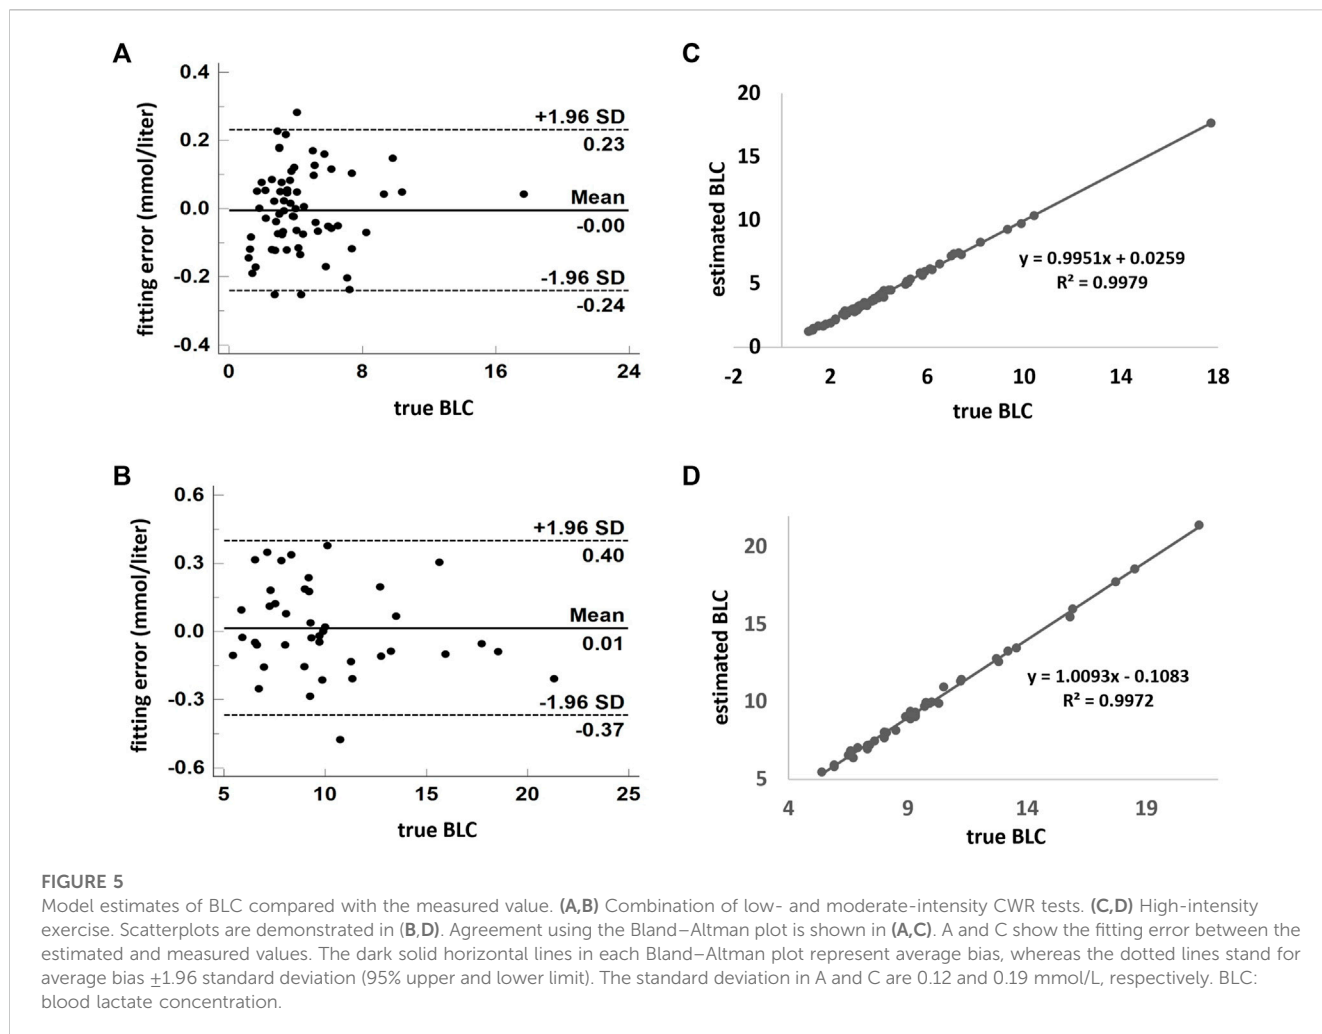 A
0.4
0.2
0.0
-0.2
-0.4
fitting error (mmol/liter)
+1.96 SD
0.23
Mean
-0.00
-1.96 SD
-0.24
0
8
16
24
true BLC
C
20
15
10
5
0
estimated BLC
y = 0.9951x + 0.0259
R² = 0.9979
-2
2
6
10
14
18
true BLC
B
0.6
0.3
0.0
-0.3
-0.6
fitting error (mmol/liter)
+1.96 SD
0.40
Mean
0.01
-1.96 SD
-0.37
5
10
15
20
25
true BLC
D
20
15
10
5
estimated BLC
y = 1.0093x - 0.1083
R² = 0.9972
4
9
14
19
true BLC
FIGURE 5
Model estimates of BLC compared with the measured value. (A,B) Combination of low- and moderate-intensity CWR tests. (C,D) High-intensity
exercise. Scatterplots are demonstrated in (B,D). Agreement using the Bland–Altman plot is shown in (A,C). A and C show the fitting error between the
estimated and measured values. The dark solid horizontal lines in each Bland–Altman plot represent average bias, whereas the dotted lines stand for
average bias ±1.96 standard deviation (95% upper and lower limit). The standard deviation in A and C are 0.12 and 0.19 mmol/L, respectively. BLC:
blood lactate concentration.